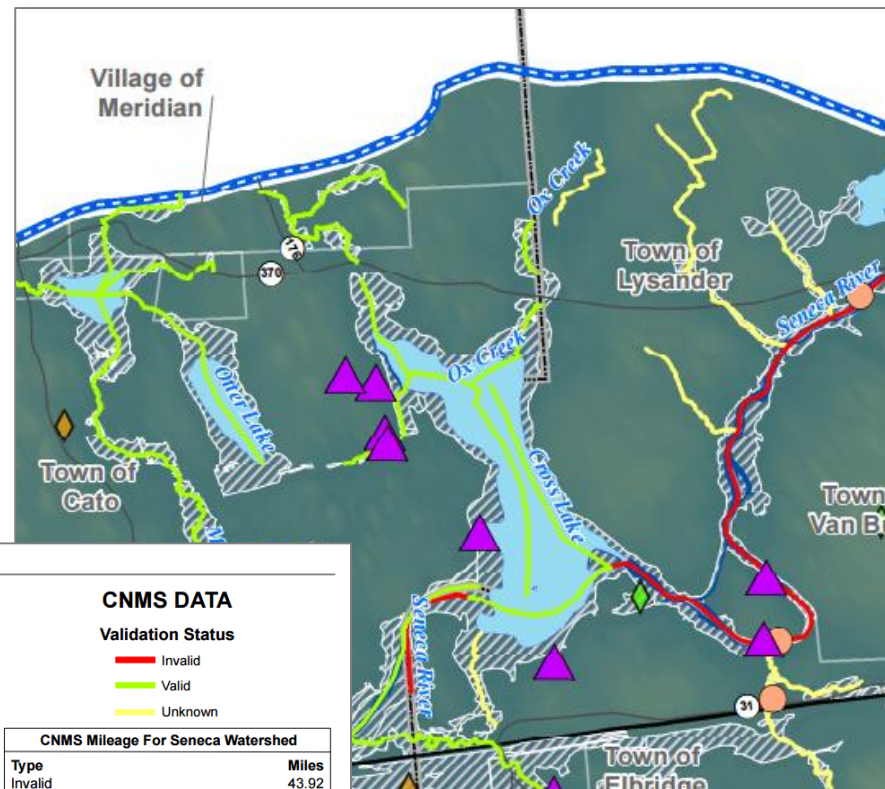 Village of
Meridian
Ox Creek
Town of
Lysander
176
370
Seneca River
Ox Creek
Otter Lake
Town of
Cato
Cross Lake
Town
Van B
M
Seneca River
31
Town of
Elbridge
CNMS DATA
Validation Status
Invalid
Valid
Unknown
CNMS Mileage For Seneca Watershed
Type Miles
Invalid 43.92